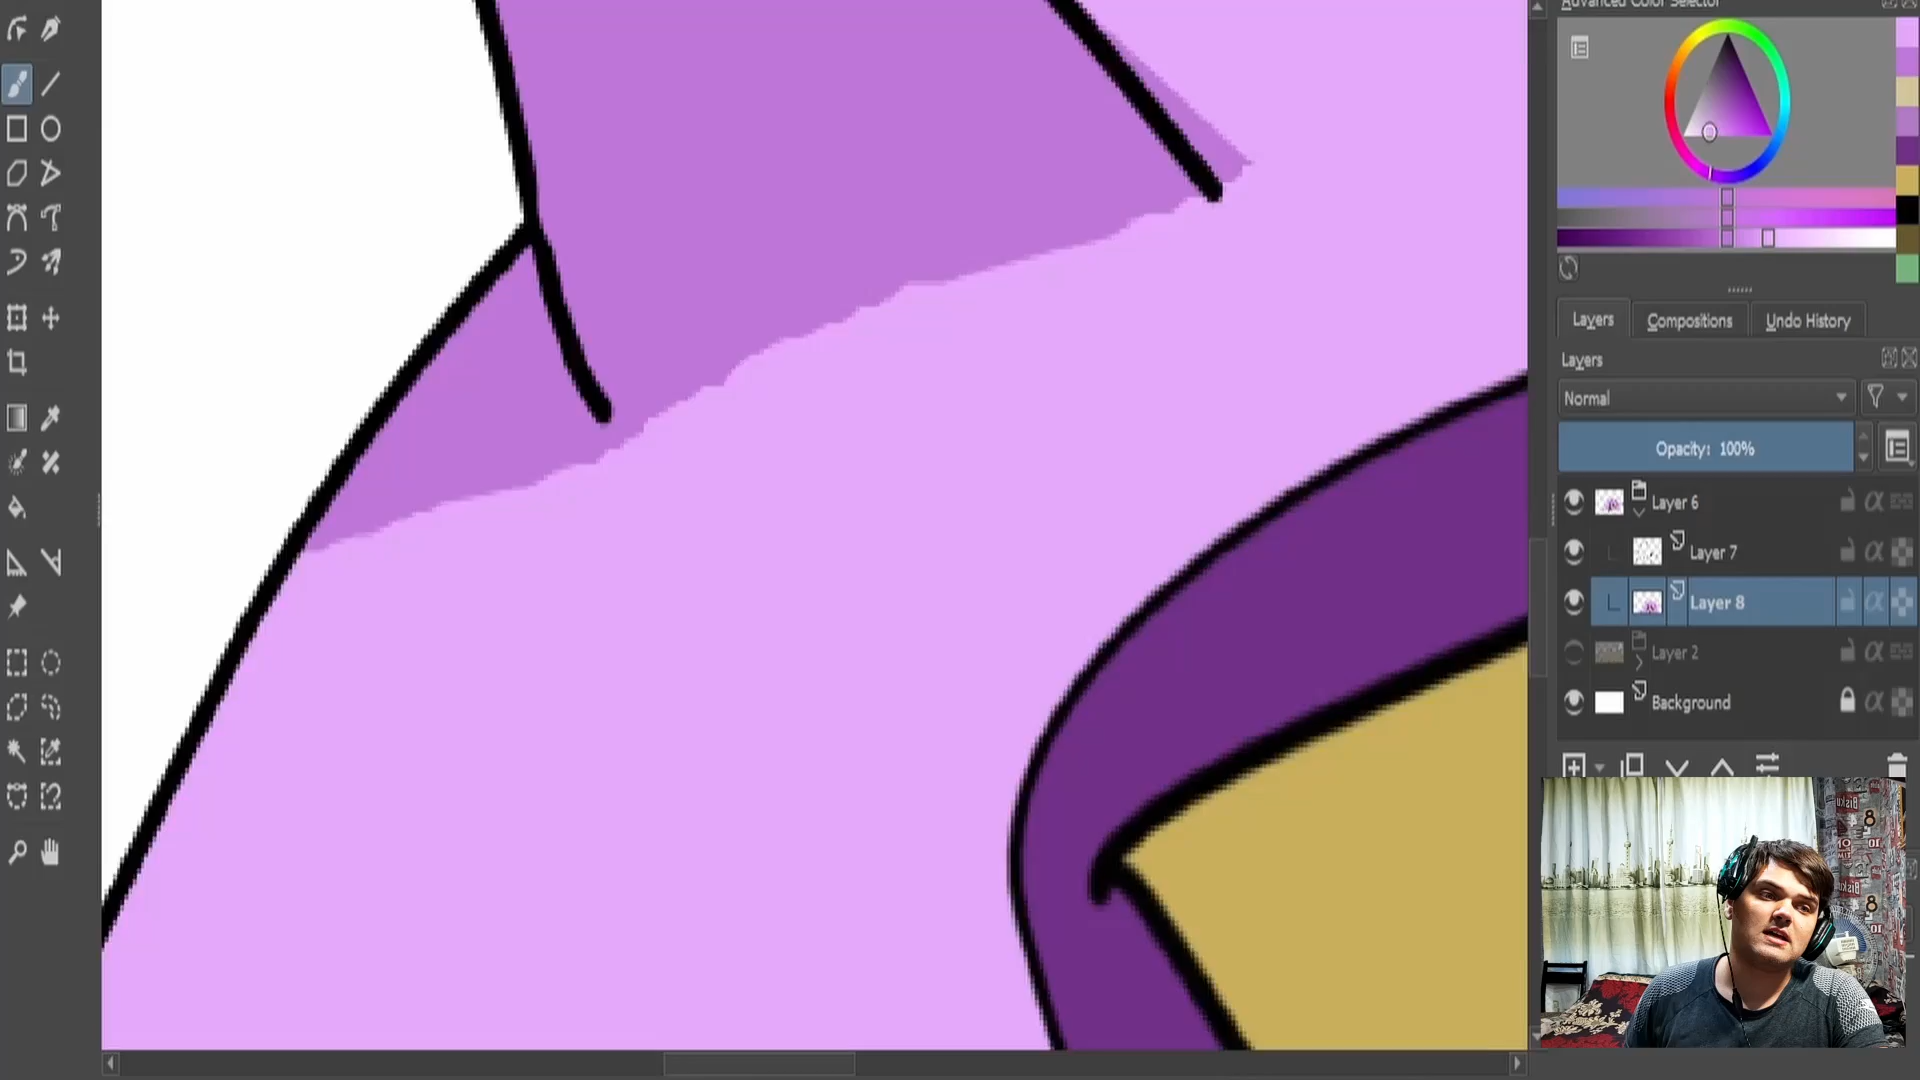 Advanced Color Selector
Layers
Compositions
Undo History
Layers
Normal
Opacity: 100%
Layer 6
Layer 7
Layer 8
Layer 2
Background